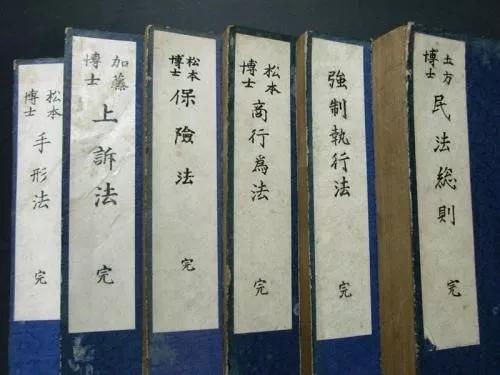 土方博士
民法総則
完
強制執行法
完
松本博士
商行為法
完
松本博士
保険法
完
加藤博士
上訴法
完
松本博士
手形法
完